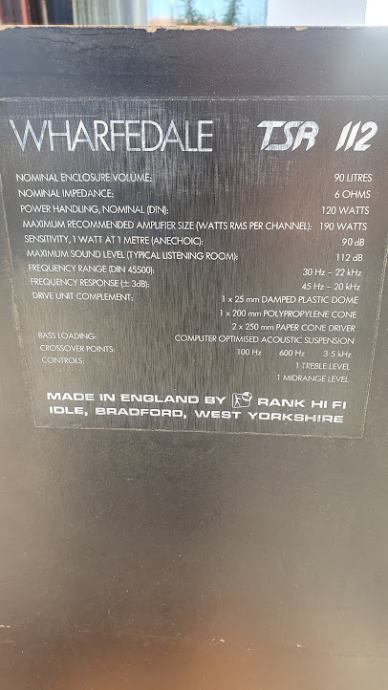 WHARFEDALE TSR 112
NOMINAL ENCLOSURE VOLUME: 90 LITRES
NOMINAL IMPEDANCE: 6 OHMS
POWER HANDLING, NOMINAL (DIN): 120 WATTS
MAXIMUM RECOMMENDED AMPLIFIER SIZE (WATTS RMS PER CHANNEL): 190 WATTS
SENSITIVITY, 1 WATT AT 1 METRE (ANECHOIC): 90 dB
MAXIMUM SOUND LEVEL (TYPICAL LISTENING ROOM): 112 dB
FREQUENCY RANGE (DIN 45500): 30 Hz – 22 kHz
FREQUENCY RESPONSE (± 3dB): 45 Hz – 20 kHz
DRIVE UNIT COMPLEMENT: 1 x 25 mm DAMPED PLASTIC DOME
1 x 200 mm POLYPROPYLENE CONE
2 x 250 mm PAPER CONE DRIVER
BASS LOADING: COMPUTER OPTIMISED ACOUSTIC SUSPENSION
CROSSOVER POINTS: 100 Hz 600 Hz 3·5 kHz
CONTROLS: 1 TREBLE LEVEL
1 MIDRANGE LEVEL
MADE IN ENGLAND BY RANK HI FI
IDLE, BRADFORD, WEST YORKSHIRE